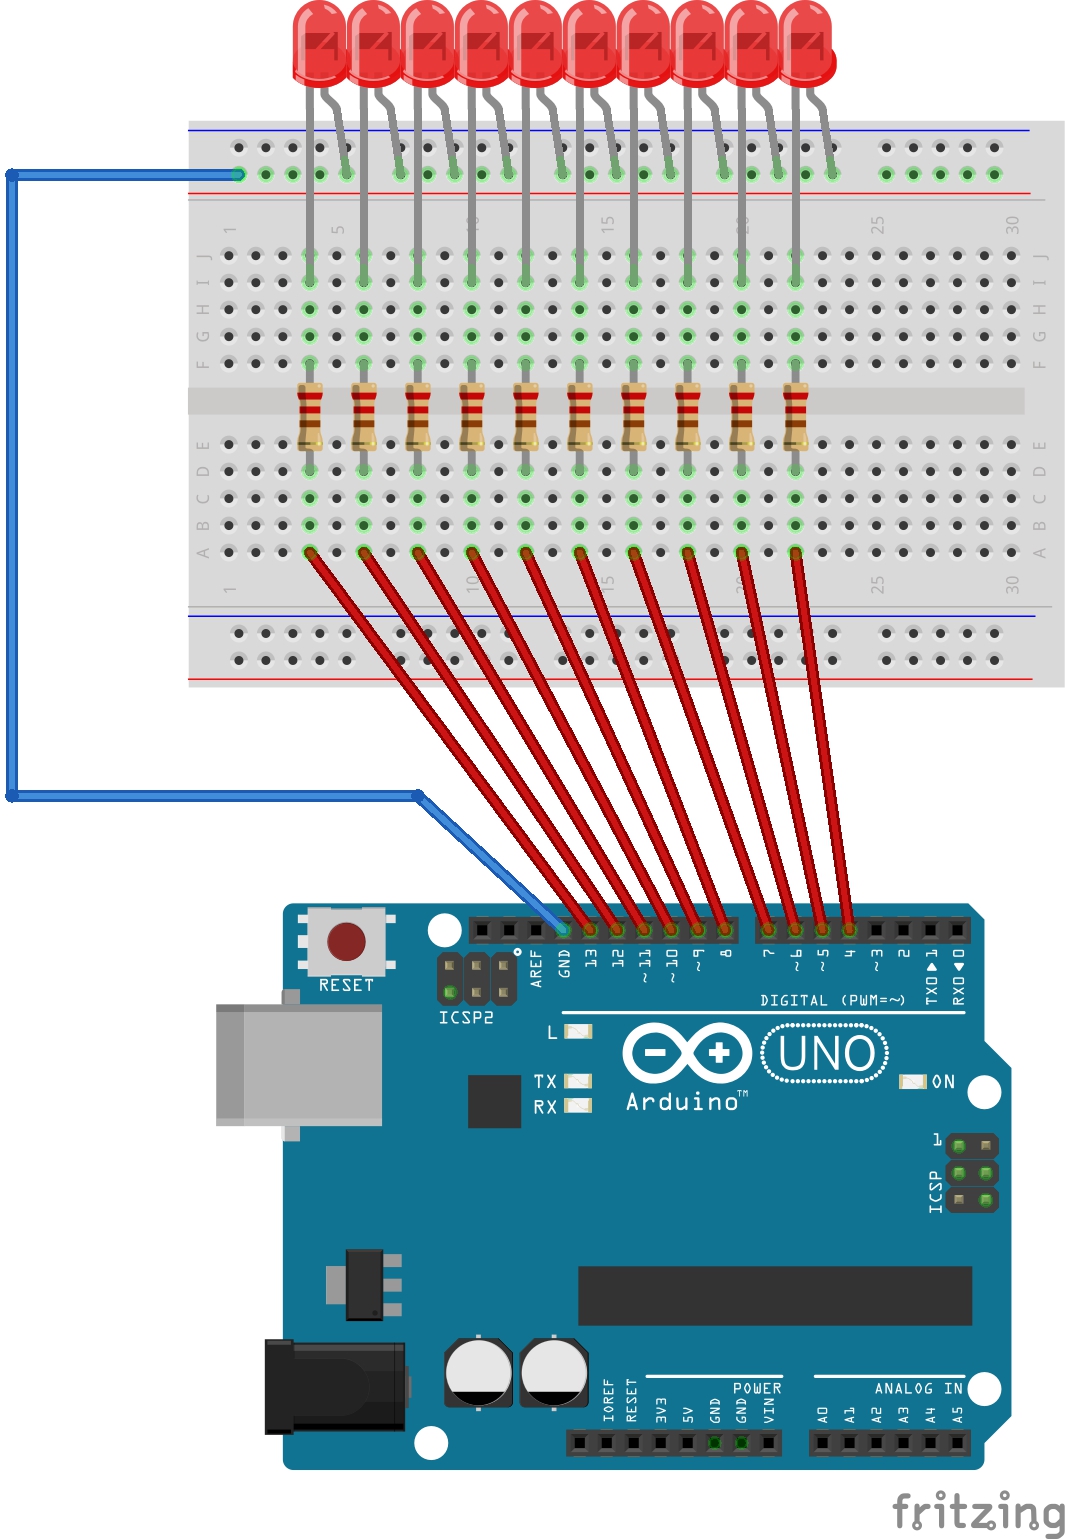 1 5 10 15 20 25 30
J J
I I
H H
G G
F F
E E
D D
C C
B B
A A
1 10 15 20 25 30
RESET
AREF GND 13 12 ~11 ~10 ~9 8 7 ~6 ~5 4 ~3 2 TX0▶1 RX0◀0
ICSP2
DIGITAL (PWM=~)
L
TX
RX
UNO
Arduino™
ON
1
ICSP
IOREF RESET 3V3 5V GND GND VIN A0 A1 A2 A3 A4 A5
POWER
ANALOG IN
fritzing